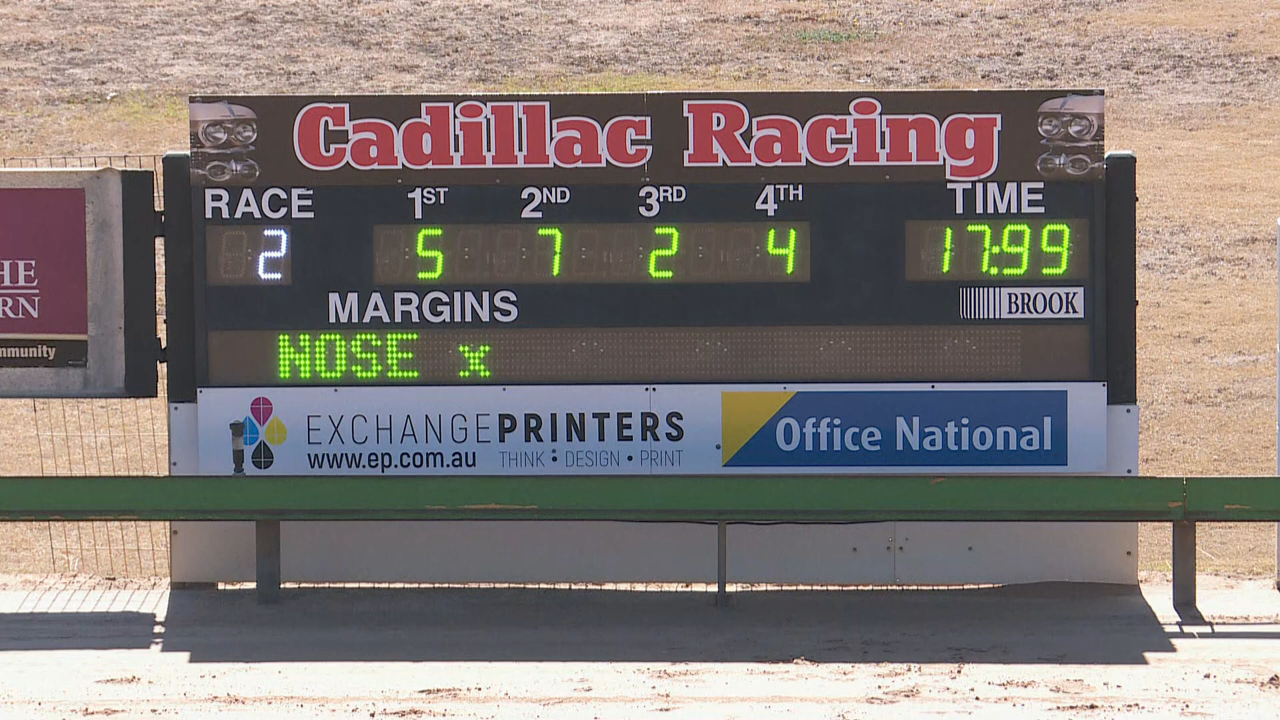 Cadillac Racing
RACE 1ST 2ND 3RD 4TH TIME
2 5 7 2 4 17:99
MARGINS
BROOK
NOSE x
HE
RN
mmunity
EXCHANGEPRINTERS
www.ep.com.au THINK • DESIGN • PRINT
Office National